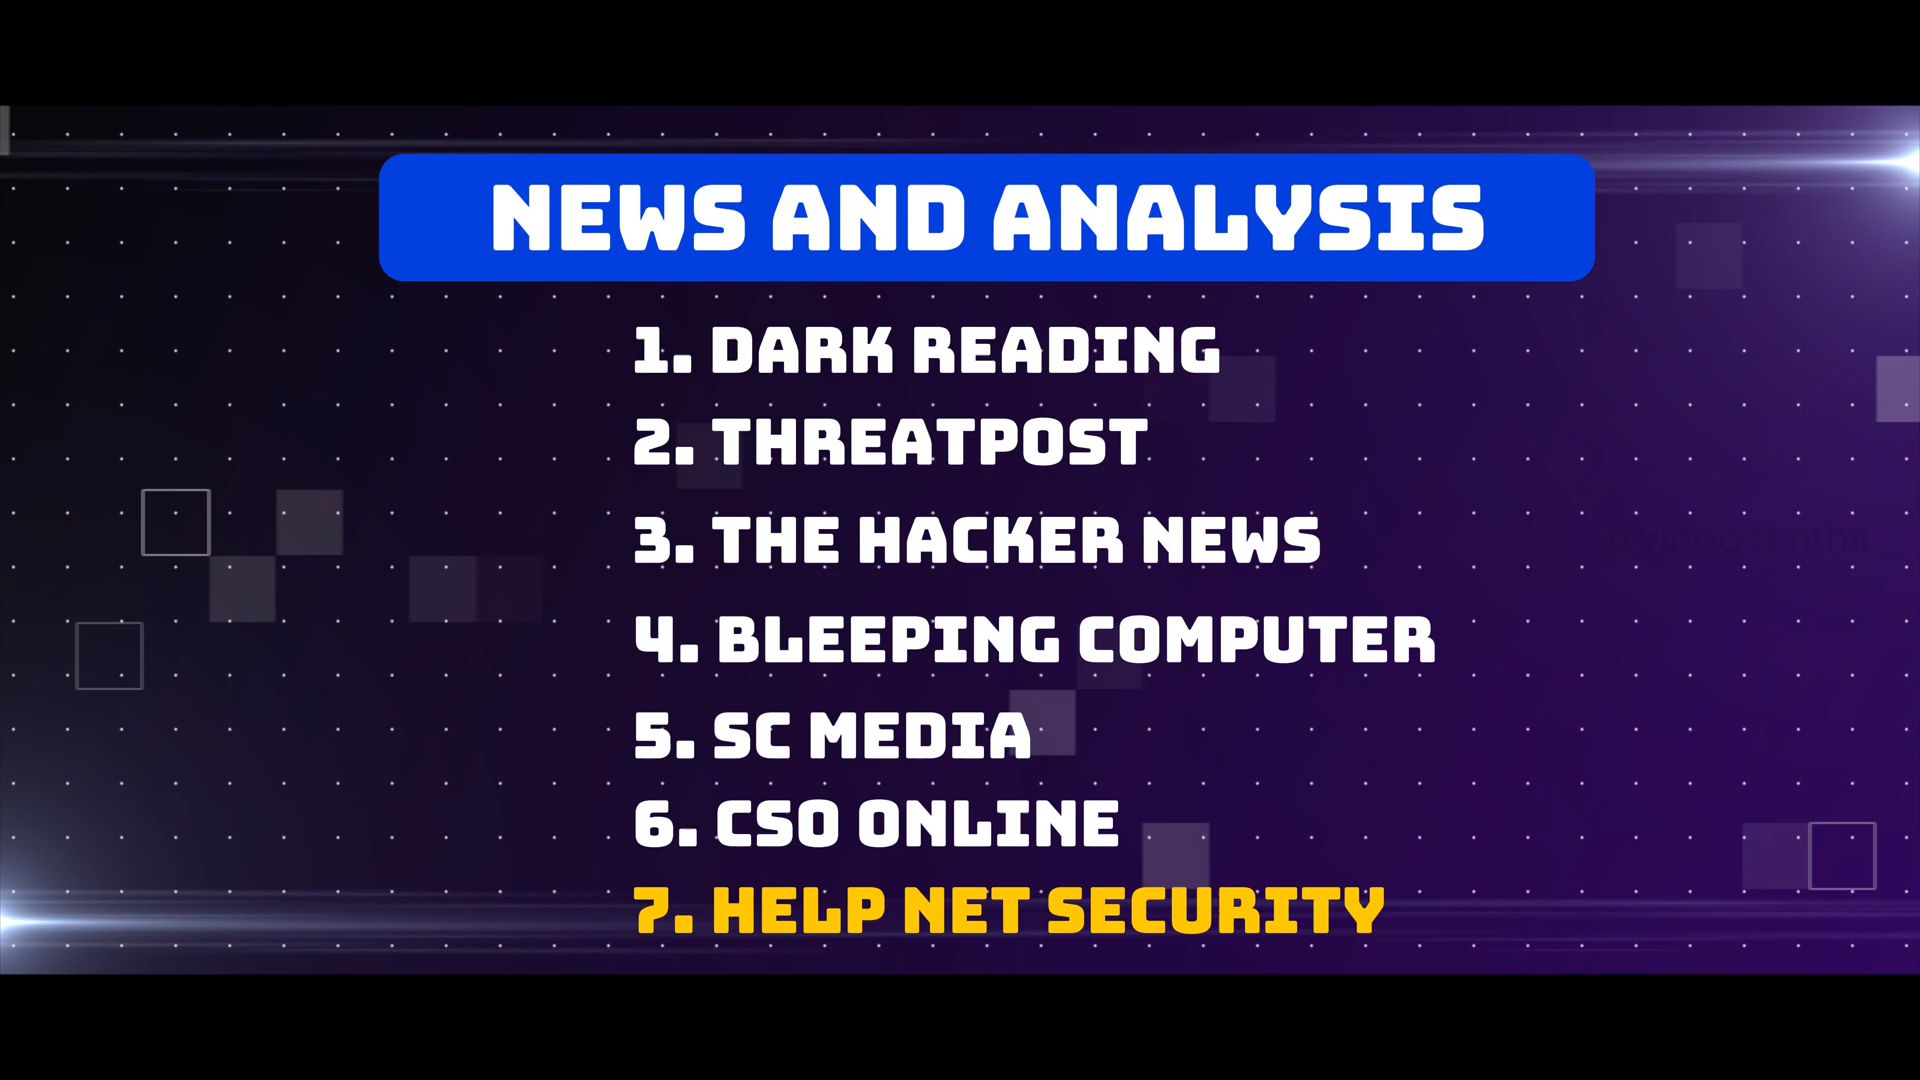 NEWS AND ANALYSIS
1. DARK READING
2. THREATPOST
3. THE HACKER NEWS
4. BLEEPING COMPUTER
5. SC MEDIA
6. CSO ONLINE
7. HELP NET SECURITY